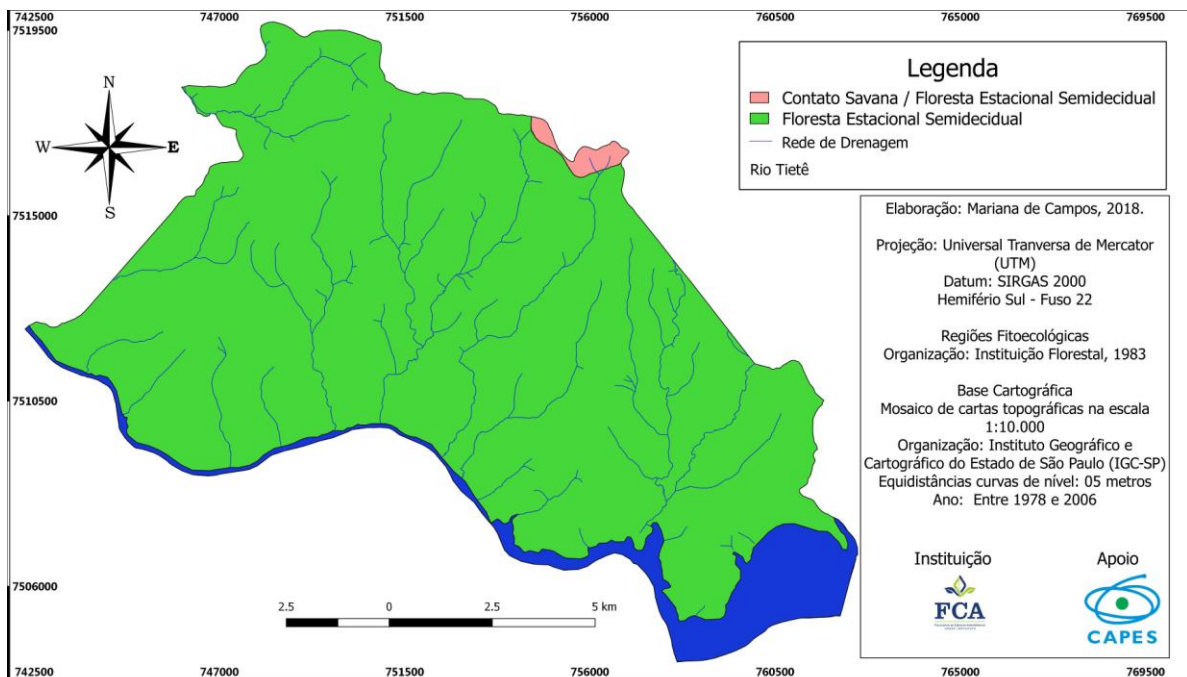 742500 747000 751500 756000 760505 765000 769500
7519500
7515000
7510500
7506000
N
W E
S
Legenda
Contato Savana / Floresta Estacional Semidecidual
Floresta Estacional Semidecidual
Rede de Drenagem
Rio Tietê
Elaboração: Mariana de Campos, 2018.
Projeção: Universal Tranversa de Mercator
(UTM)
Datum: SIRGAS 2000
Hemifério Sul - Fuso 22
Regiões Fitoecológicas
Organização: Instituição Florestal, 1983
Base Cartográfica
Mosaico de cartas topográficas na escala
1:10.000
Organização: Instituto Geográfico e
Cartográfico do Estado de São Paulo (IGC-SP)
Equidistâncias curvas de nível: 05 metros
Ano: Entre 1978 e 2006
Instituição Apoio
FCA
CAPES
2.5 0 2.5 5 km
742500 747000 751500 756000 760505 765000 769500